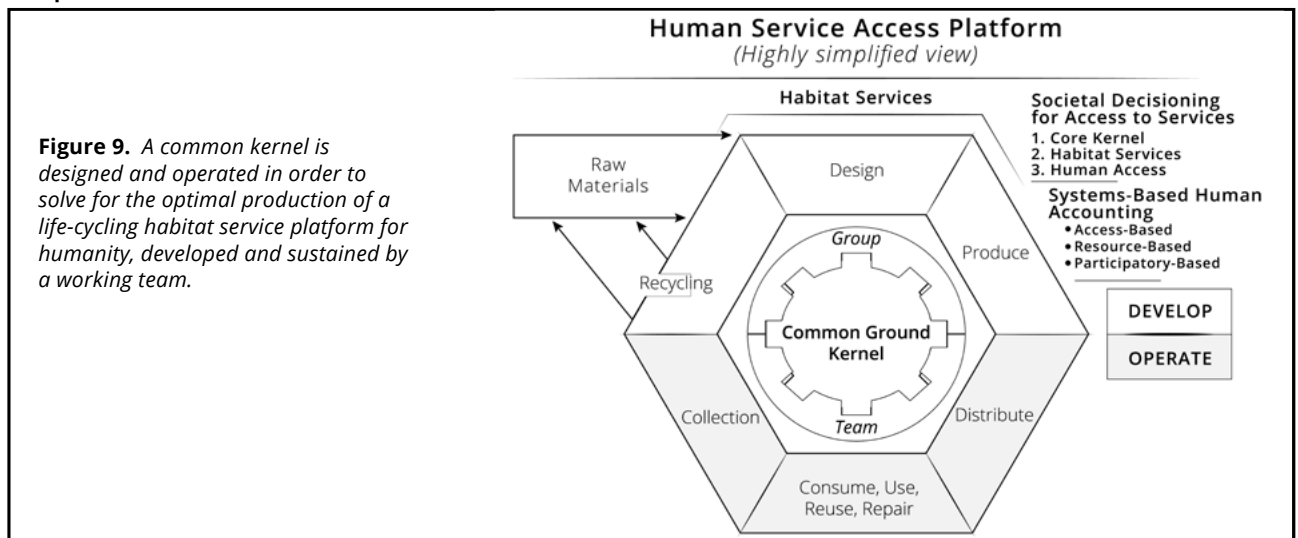 Human Service Access Platform
(Highly simplified view)
Figure 9. A common kernel is
designed and operated in order to
solve for the optimal production of a
life-cycling habitat service platform for
humanity, developed and sustained by
a working team.
Habitat Services
Societal Decisioning
for Access to Services
1. Core Kernel
2. Habitat Services
3. Human Access
Systems-Based Human
Accounting
• Access-Based
• Resource-Based
• Participatory-Based
DEVELOP
OPERATE
Raw
Materials
Design
Produce
Distribute
Consume, Use,
Reuse, Repair
Collection
Recycling
Group
Common Ground
Kernel
Team